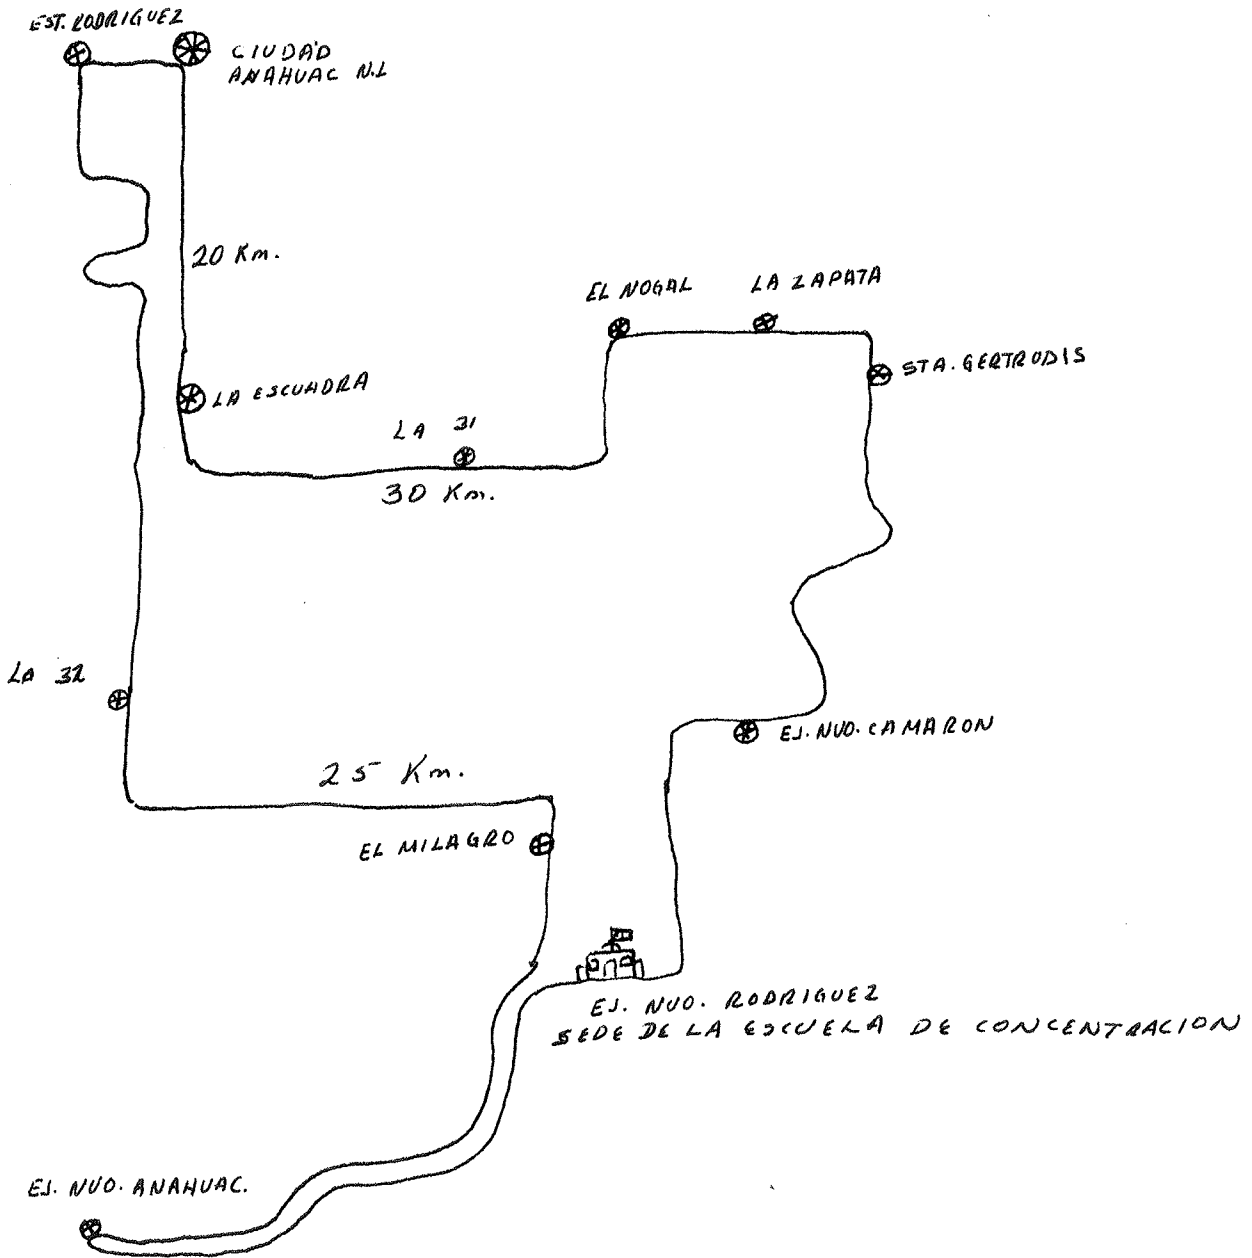 EST. RODRIGUEZ
CIUDAD
ANAHUAC N.L
20 Km.
EL NOGAL
LA ZAPATA
STA. GERTRUDIS
LA ESCUADRA
LA 31
30 Km.
LA 32
EJ. NVO. CAMARON
25 Km.
EL MILAGRO
EJ. NVO. RODRIGUEZ
SEDE DE LA ESCUELA DE CONCENTRACION
EJ. NVO. ANAHUAC.